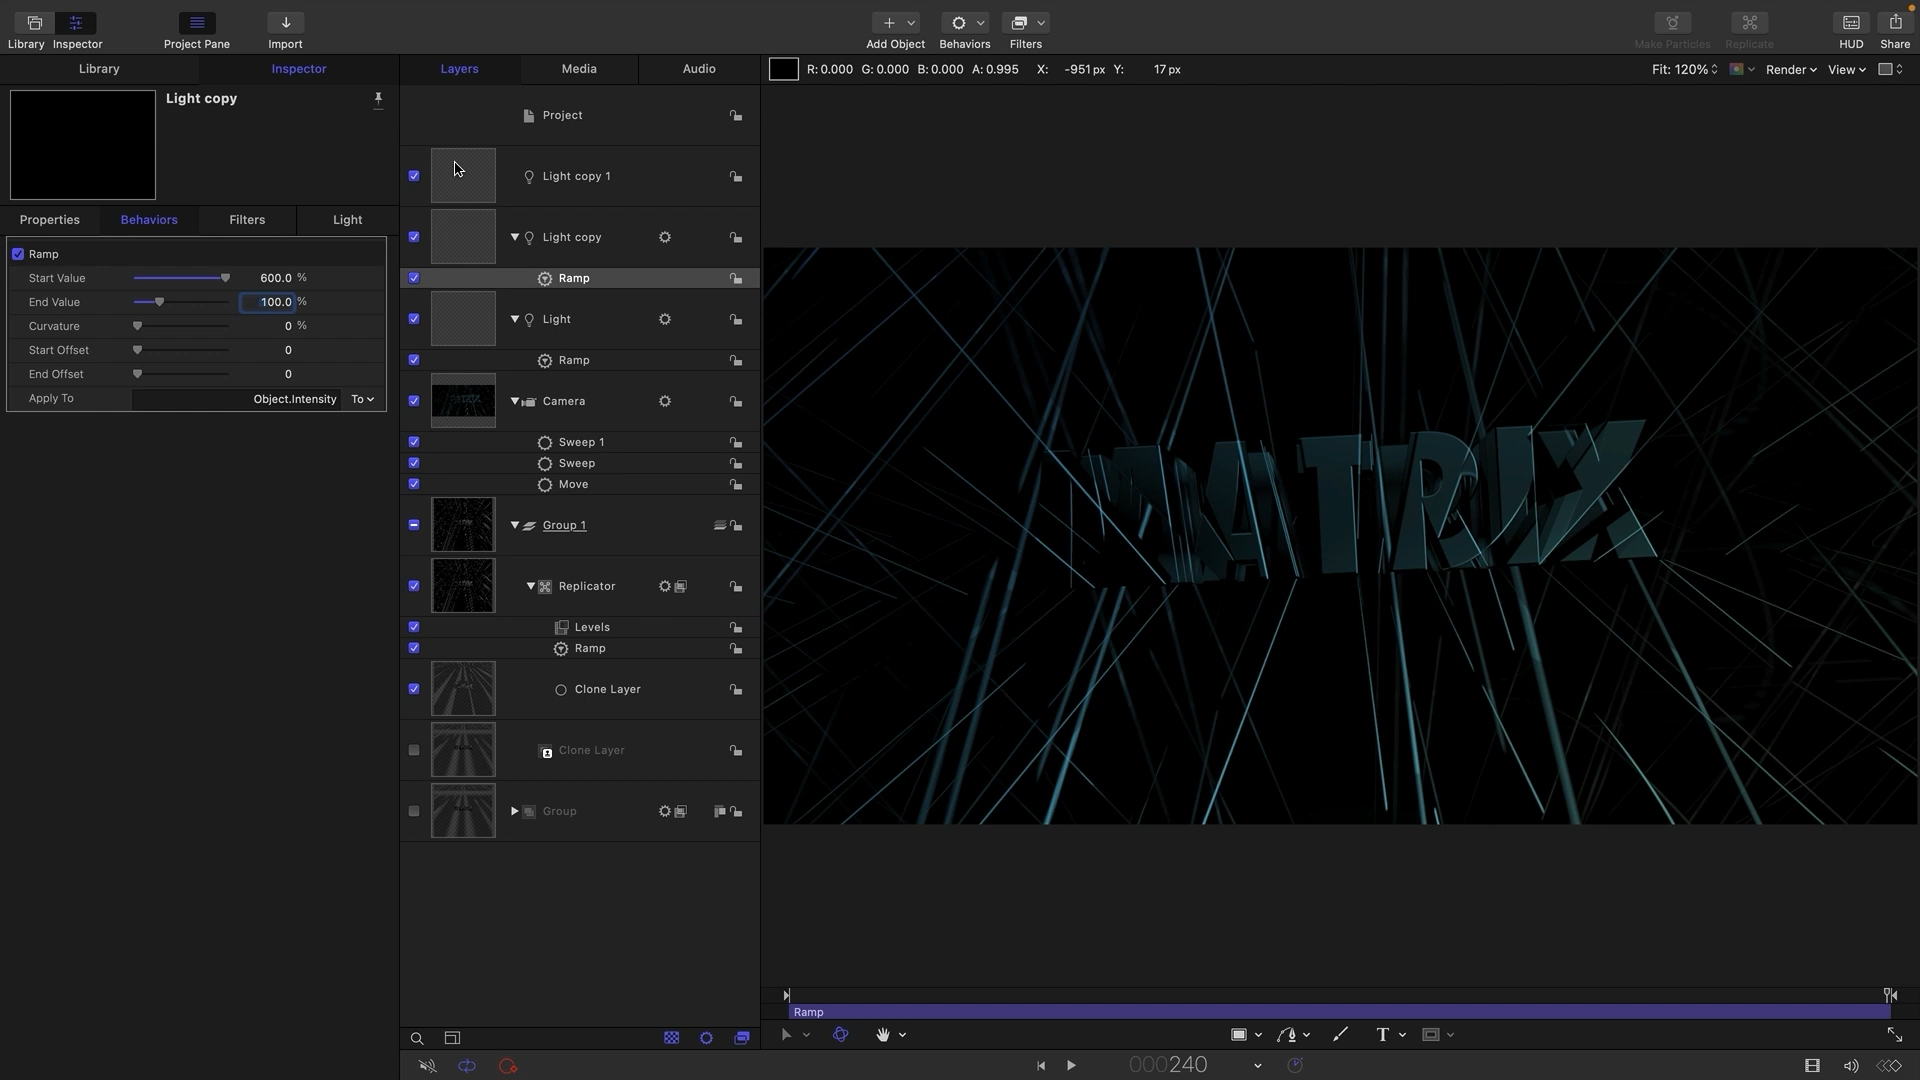 Library
Inspector
Project Pane
Import
Add Object
Behaviors
Filters
Make Particles
Replicate
HUD
Share
Library
Inspector
Layers
Media
Audio
R: 0.000 G: 0.000 B: 0.000 A: 0.995 X: -951 px Y: 17 px
Fit: 120%
Render
View
Light copy
Properties
Behaviors
Filters
Light
Ramp
Start Value 600.0 %
End Value 100.0 %
Curvature 0 %
Start Offset 0
End Offset 0
Apply To Object.Intensity To
Project
Light copy 1
Light copy
Ramp
Light
Ramp
Camera
Sweep 1
Sweep
Move
Group 1
Replicator
Levels
Ramp
Clone Layer
Clone Layer
Group
MATRIX
Ramp
T
000240